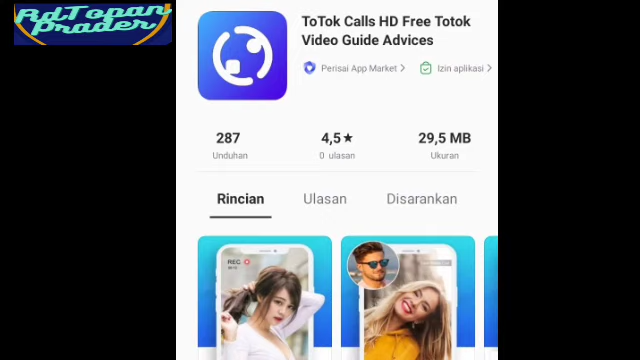 RdTopan
Prader
ToTok Calls HD Free Totok
Video Guide Advices
Perisai App Market
Izin aplikasi
287
4,5★
29,5 MB
Unduhan
0 ulasan
Ukuran
Rincian
Ulasan
Disarankan
REC